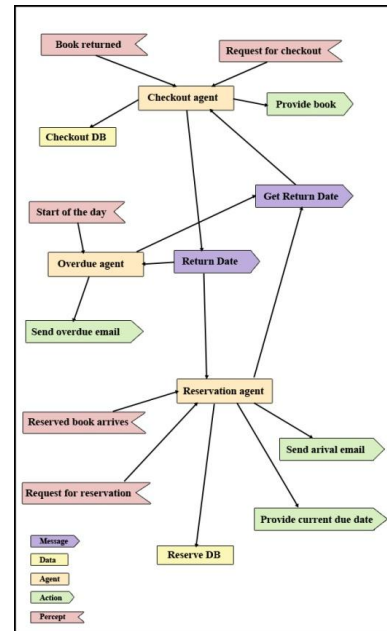 Book returned
Request for checkout
Checkout agent
Provide book
Checkout DB
Get Return Date
Start of the day
Overdue agent
Return Date
Send overdue email
Reservation agent
Reserved book arrives
Send arival email
Request for reservation
Provide current due date
Reserve DB
Message
Data
Agent
Action
Percept